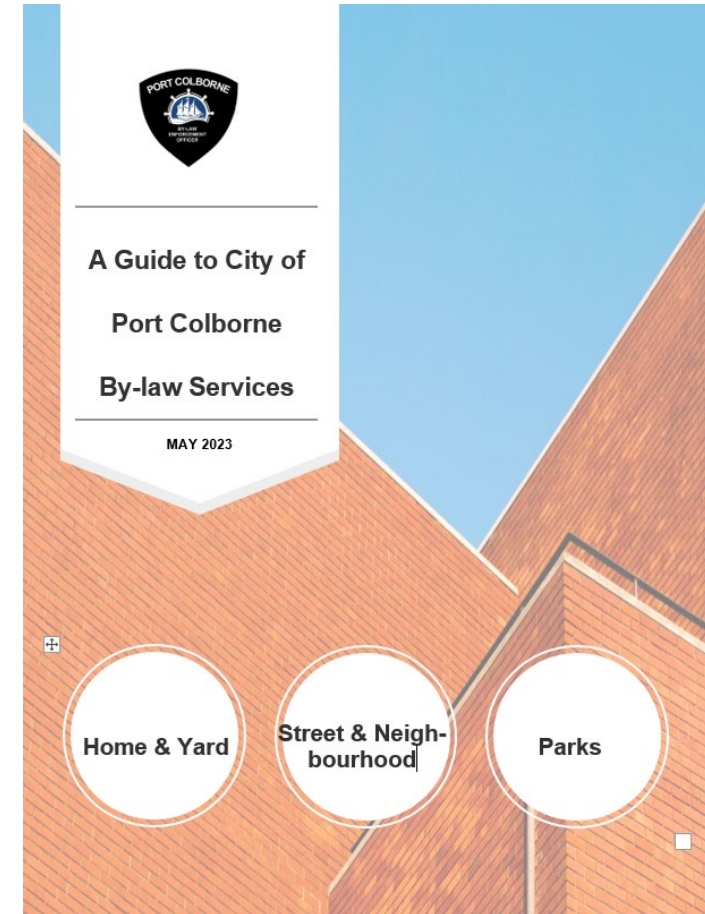 PORT COLBORNE
BY-LAW
ENFORCEMENT
OFFICER
A Guide to City of
Port Colborne
By-law Services
MAY 2023
Home & Yard
Street & Neigh-
bourhood
Parks